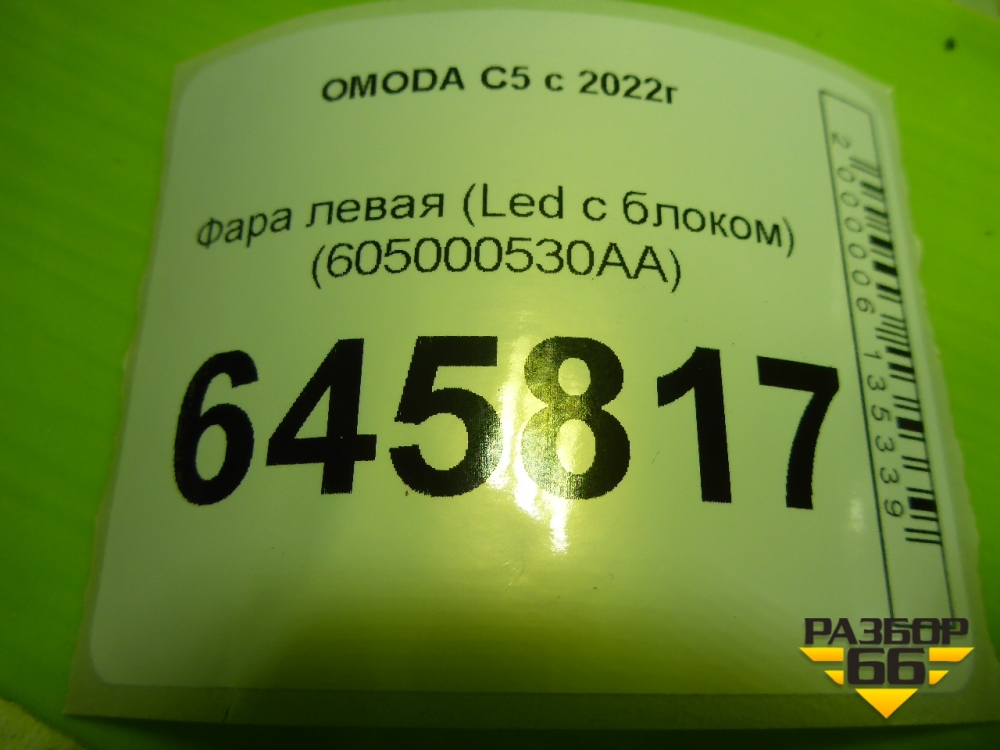 OMODA C5 с 2022г
Фара левая (Led с блоком)
(605000530AA)
645817
2000006135339
РАЗБОР
66